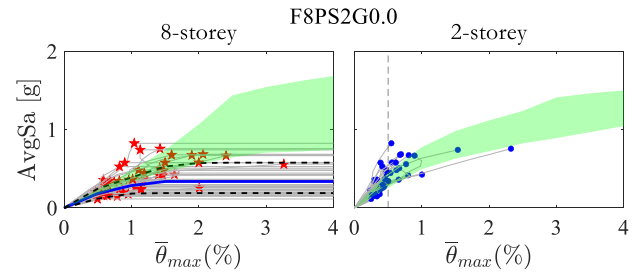 F8PS2G0.0
8-storey
2-storey
AvgSa [g]
2
1
0
0 1 2 3 4
0 1 2 3 4
θ̅max(%)
θ̅max(%)